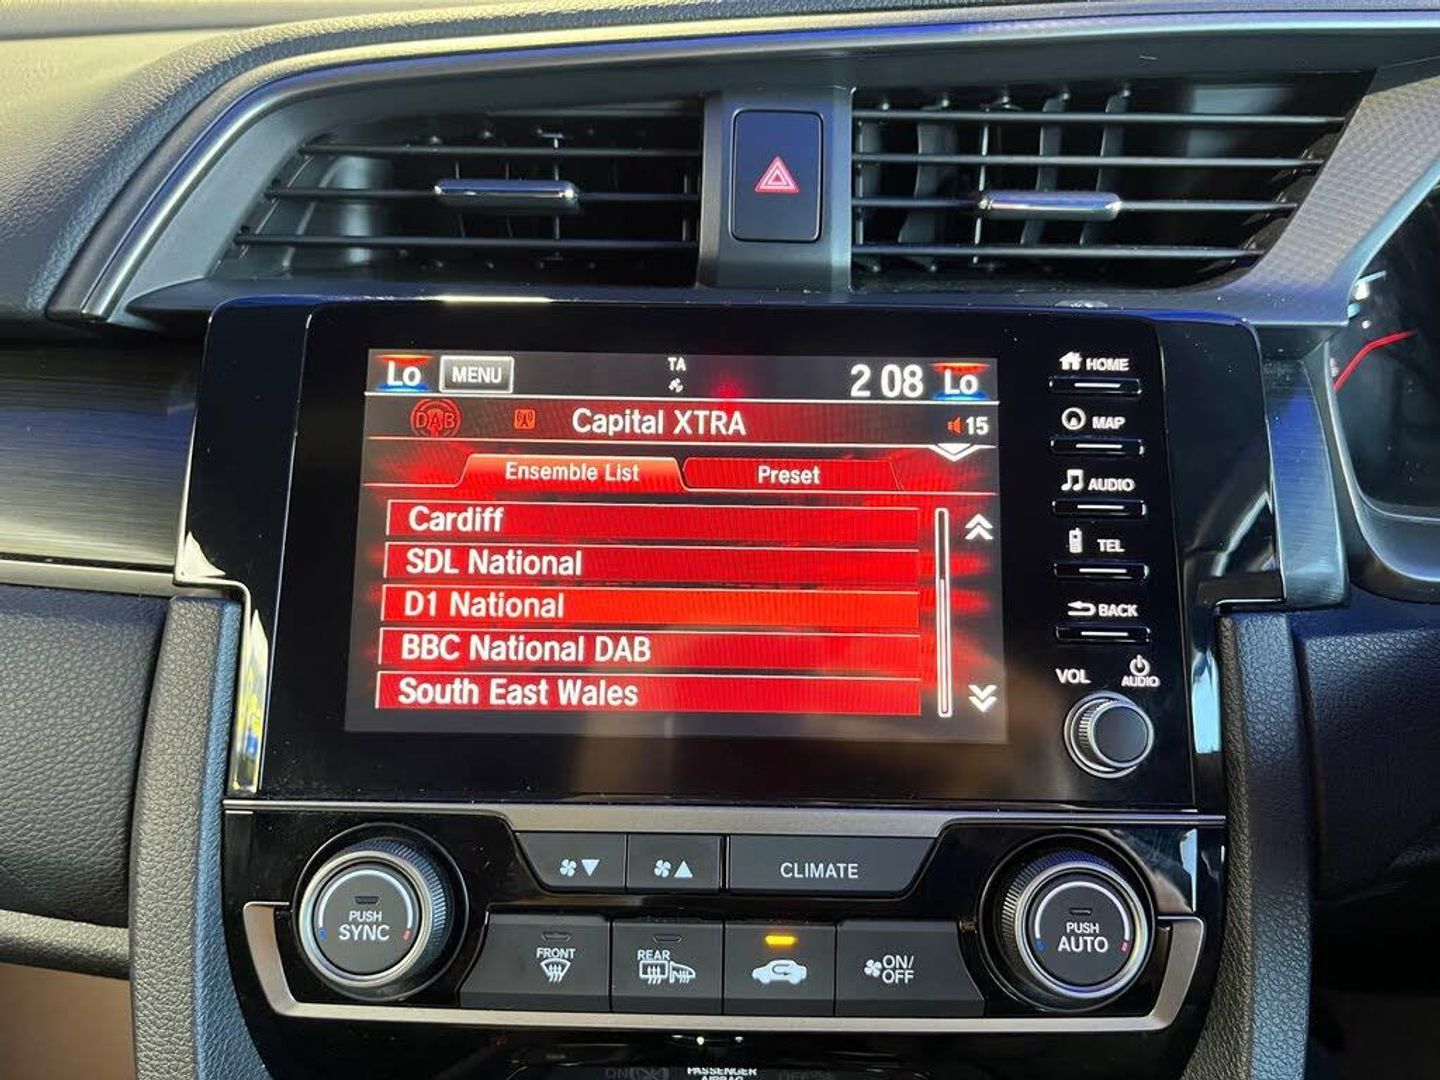 Lo MENU TA 2 08 Lo
DAB Capital XTRA 15
Ensemble List Preset
Cardiff
SDL National
D1 National
BBC National DAB
South East Wales
HOME
MAP
AUDIO
TEL
BACK
VOL AUDIO
CLIMATE
PUSH
SYNC
FRONT
REAR
ON/
OFF
PUSH
AUTO
ON
PASSENGER
AIRBAG
OFF